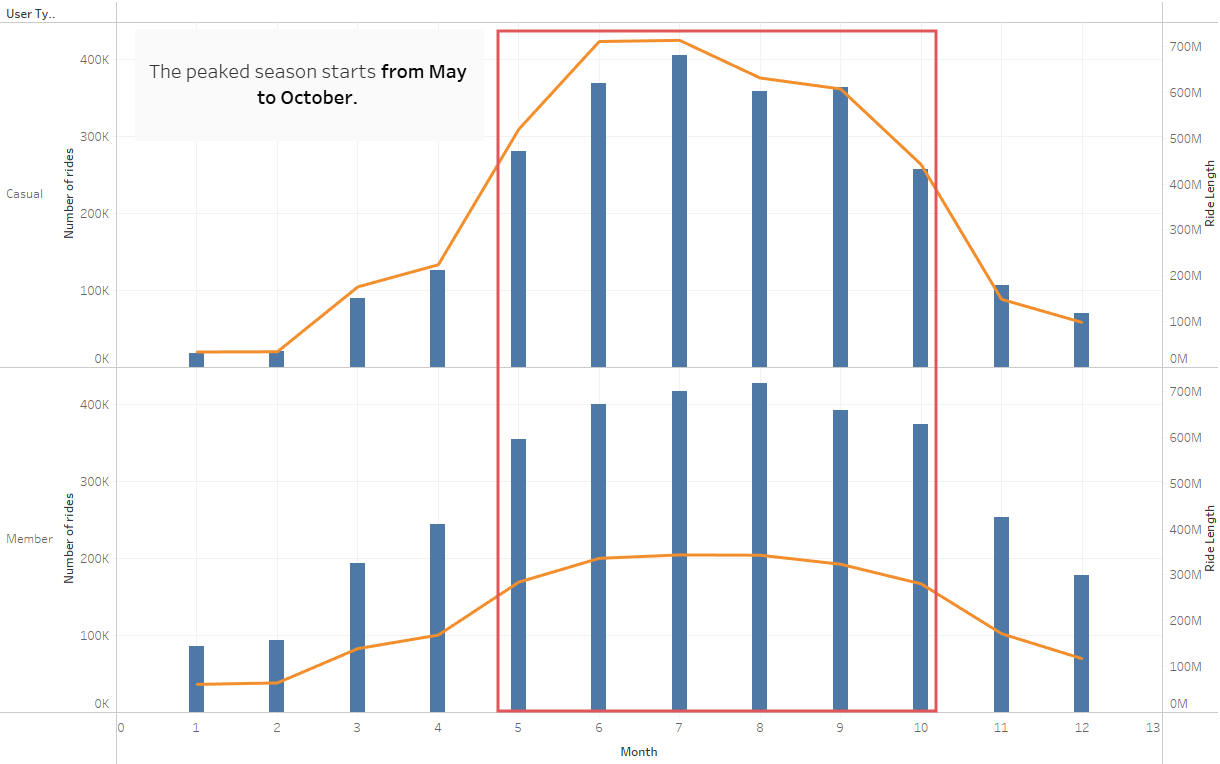 User Ty..
The peaked season starts from May
to October.
Casual
Number of rides
400K
300K
200K
100K
0K
700M
600M
500M
400M
300M
200M
100M
0M
Ride Length
Member
Number of rides
400K
300K
200K
100K
0K
700M
600M
500M
400M
300M
200M
100M
0M
Ride Length
0 1 2 3 4 5 6 7 8 9 10 11 12 13
Month